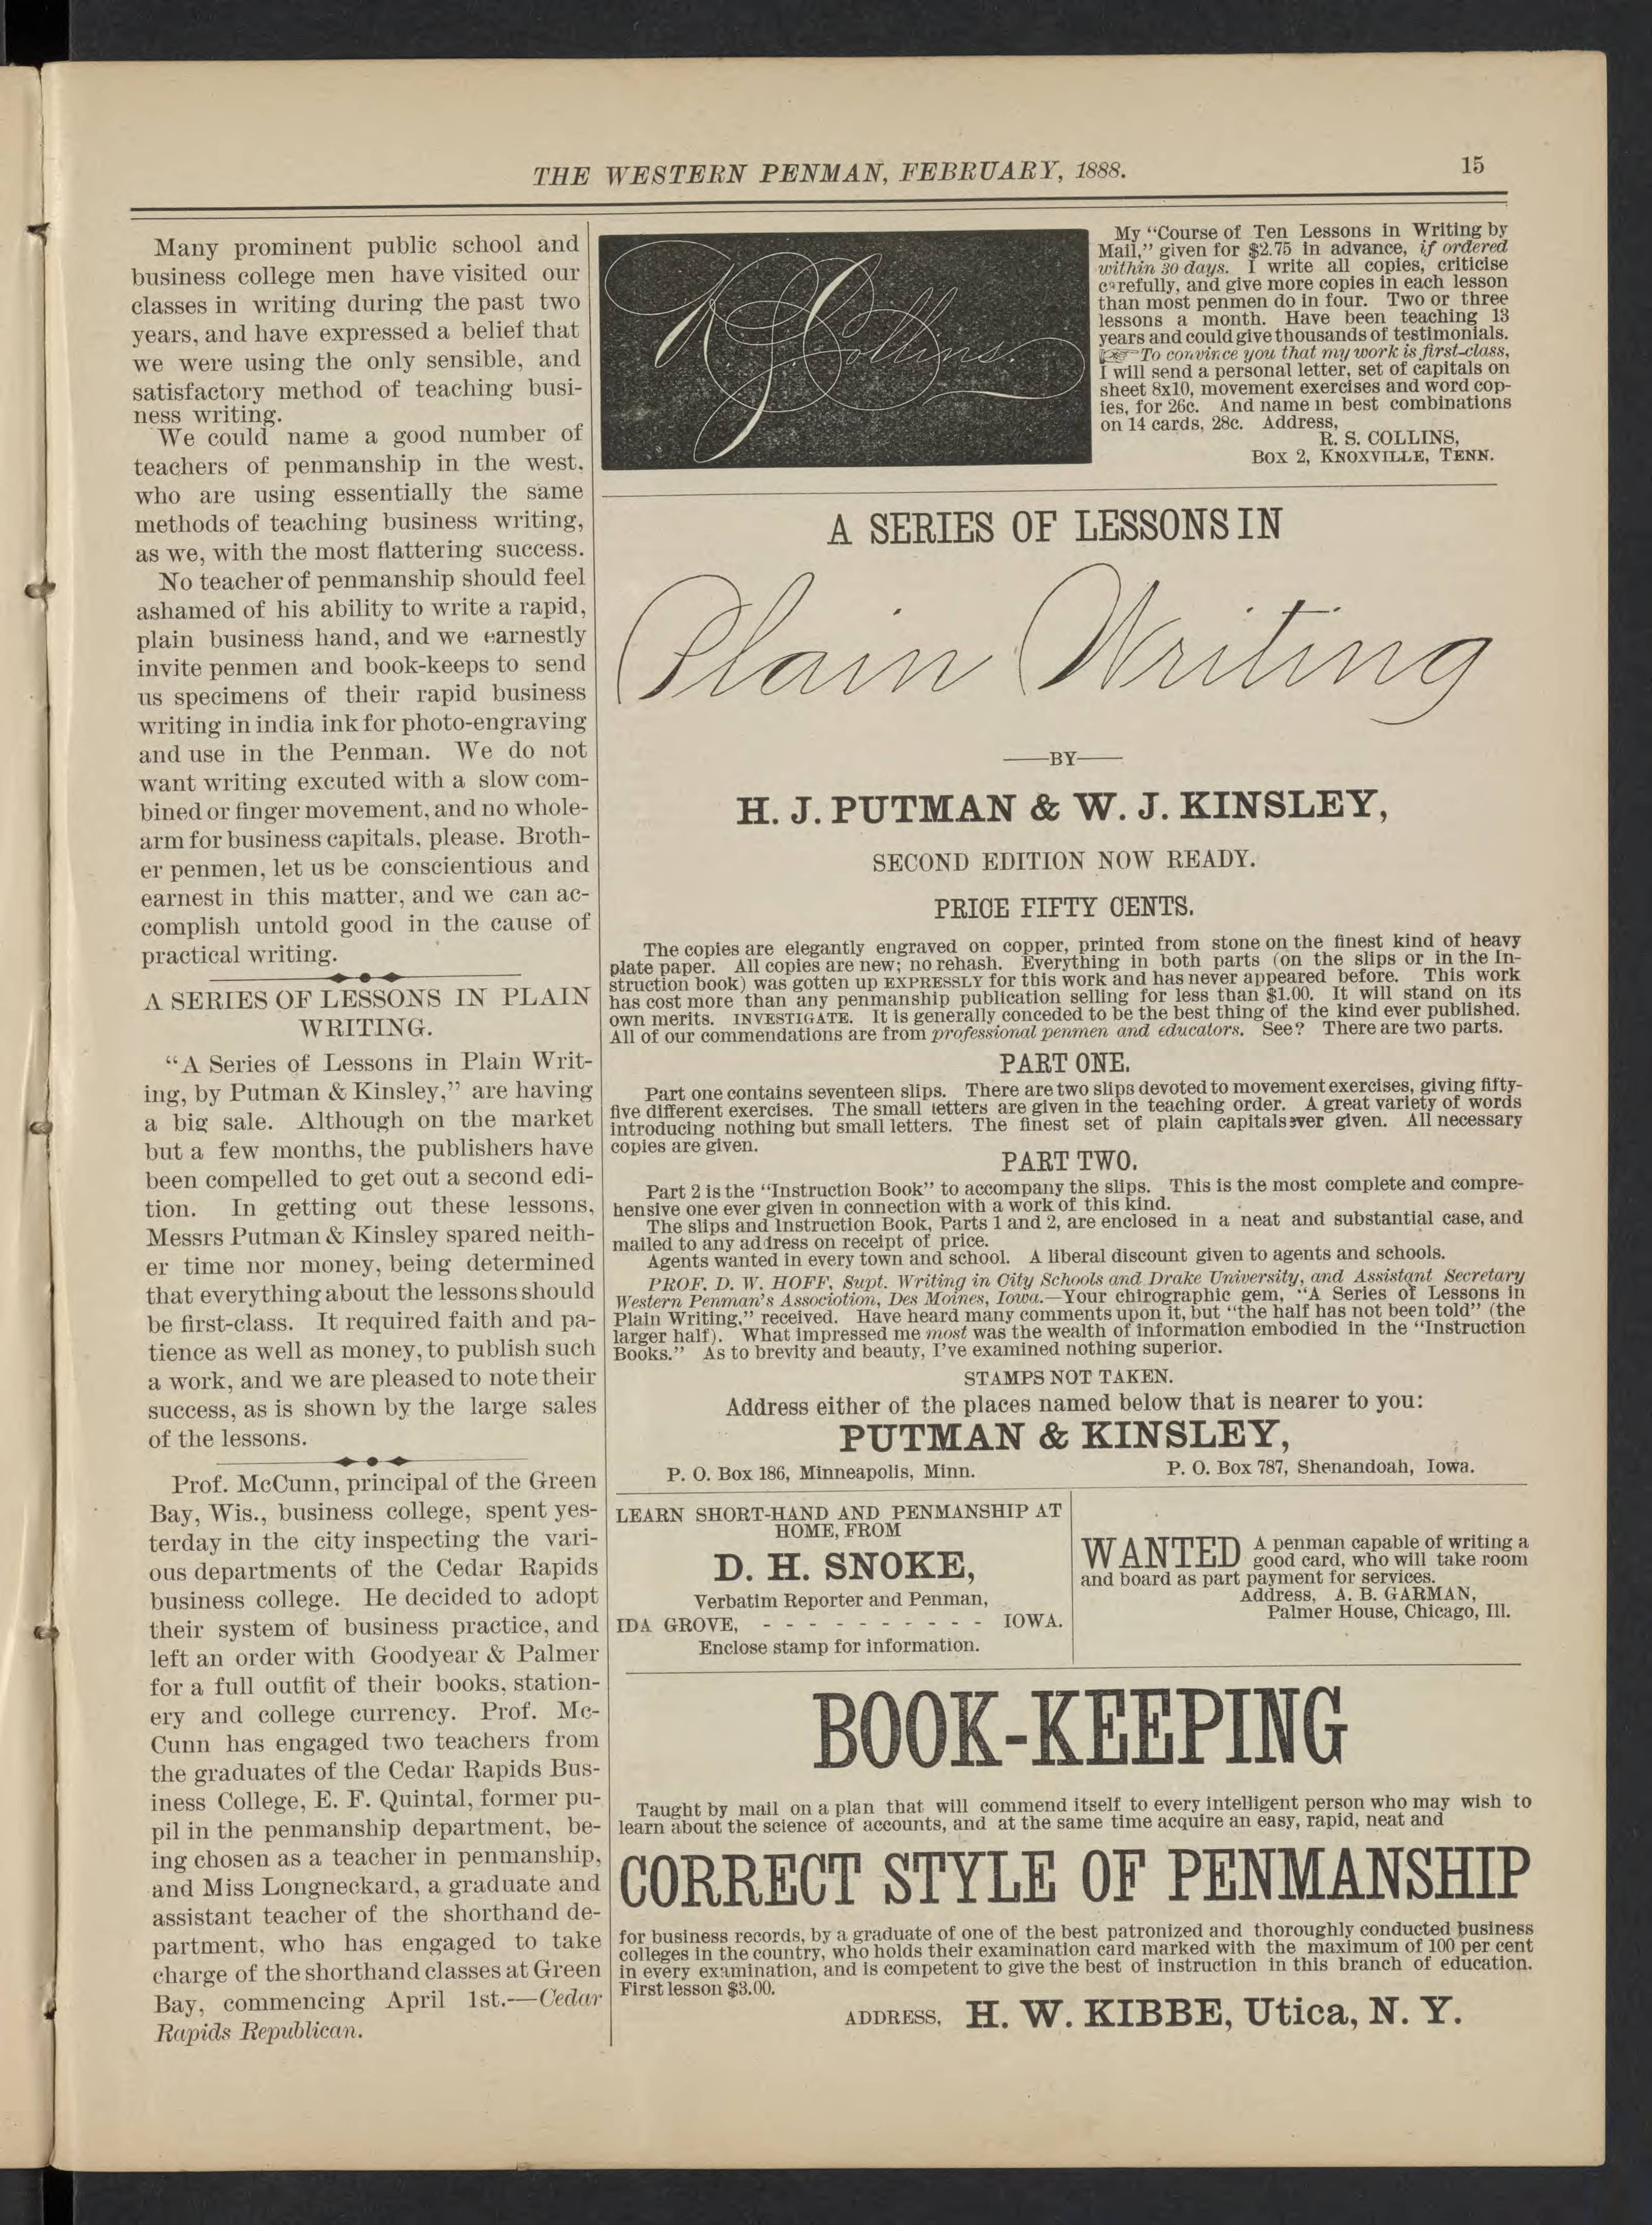 THE WESTERN PENMAN, FEBRUARY, 1888.
15
Many prominent public school and
business college men have visited our
classes in writing during the past two
years, and have expressed a belief that
we were using the only sensible, and
satisfactory method of teaching busi-
ness writing.
We could name a good number of
teachers of penmanship in the west,
who are using essentially the same
methods of teaching business writing,
as we, with the most flattering success.
No teacher of penmanship should feel
ashamed of his ability to write a rapid,
plain business hand, and we earnestly
invite penmen and book-keeps to send
us specimens of their rapid business
writing in india ink for photo-engraving
and use in the Penman. We do not
want writing excuted with a slow com-
bined or finger movement, and no whole-
arm for business capitals, please. Broth-
er penmen, let us be conscientious and
earnest in this matter, and we can ac-
complish untold good in the cause of
practical writing.
A SERIES OF LESSONS IN PLAIN
WRITING.
"A Series of Lessons in Plain Writ-
ing, by Putman & Kinsley," are having
a big sale. Although on the market
but a few months, the publishers have
been compelled to get out a second edi-
tion. In getting out these lessons,
Messrs Putman & Kinsley spared neith-
er time nor money, being determined
that everything about the lessons should
be first-class. It required faith and pa-
tience as well as money, to publish such
a work, and we are pleased to note their
success, as is shown by the large sales
of the lessons.
Prof. McCunn, principal of the Green
Bay, Wis., business college, spent yes-
terday in the city inspecting the vari-
ous departments of the Cedar Rapids
business college. He decided to adopt
their system of business practice, and
left an order with Goodyear & Palmer
for a full outfit of their books, station-
ery and college currency. Prof. Mc-
Cunn has engaged two teachers from
the graduates of the Cedar Rapids Bus-
iness College, E. F. Quintal, former pu-
pil in the penmanship department, be-
ing chosen as a teacher in penmanship,
and Miss Longneckard, a graduate and
assistant teacher of the shorthand de-
partment, who has engaged to take
charge of the shorthand classes at Green
Bay, commencing April 1st.—Cedar
Rapids Republican.
R S Collins.
My "Course of Ten Lessons in Writing by
Mail," given for $2.75 in advance, if ordered
within 30 days. I write all copies, criticise
carefully, and give more copies in each lesson
than most penmen do in four. Two or three
lessons a month. Have been teaching 13
years and could give thousands of testimonials.
☞To convince you that my work is first-class,
I will send a personal letter, set of capitals on
sheet 8x10, movement exercises and word cop-
ies, for 26c. And name in best combinations
on 14 cards, 28c. Address,
R. S. COLLINS,
BOX 2, KNOXVILLE, TENN.
A SERIES OF LESSONS IN
Plain Writing
—BY—
H. J. PUTMAN & W. J. KINSLEY,
SECOND EDITION NOW READY.
PRICE FIFTY CENTS.
The copies are elegantly engraved on copper, printed from stone on the finest kind of heavy
plate paper. All copies are new; no rehash. Everything in both parts (on the slips or in the In-
struction book) was gotten up EXPRESSLY for this work and has never appeared before. This work
has cost more than any penmanship publication selling for less than $1.00. It will stand on its
own merits. INVESTIGATE. It is generally conceded to be the best thing of the kind ever published.
All of our commendations are from professional penmen and educators. See? There are two parts.
PART ONE.
Part one contains seventeen slips. There are two slips devoted to movement exercises, giving fifty-
five different exercises. The small letters are given in the teaching order. A great variety of words
introducing nothing but small letters. The finest set of plain capitals ever given. All necessary
copies are given.
PART TWO.
Part 2 is the "Instruction Book" to accompany the slips. This is the most complete and compre-
hensive one ever given in connection with a work of this kind.
The slips and Instruction Book, Parts 1 and 2, are enclosed in a neat and substantial case, and
mailed to any address on receipt of price.
Agents wanted in every town and school. A liberal discount given to agents and schools.
PROF. D. W. HOFF, Supt. Writing in City Schools and Drake University, and Assistant Secretary
Western Penman's Associotion, Des Moines, Iowa.—Your chirographic gem, "A Series of Lessons in
Plain Writing," received. Have heard many comments upon it, but "the half has not been told" (the
larger half). What impressed me most was the wealth of information embodied in the "Instruction
Books." As to brevity and beauty, I've examined nothing superior.
STAMPS NOT TAKEN.
Address either of the places named below that is nearer to you:
PUTMAN & KINSLEY,
P. O. Box 186, Minneapolis, Minn.
P. O. Box 787, Shenandoah, Iowa.
LEARN SHORT-HAND AND PENMANSHIP AT
HOME, FROM
D. H. SNOKE,
Verbatim Reporter and Penman,
IDA GROVE, - - - - - - - - - - IOWA.
Enclose stamp for information.
WANTED A penman capable of writing a
good card, who will take room
and board as part payment for services.
Address, A. B. GARMAN,
Palmer House, Chicago, Ill.
BOOK-KEEPING
Taught by mail on a plan that will commend itself to every intelligent person who may wish to
learn about the science of accounts, and at the same time acquire an easy, rapid, neat and
CORRECT STYLE OF PENMANSHIP
for business records, by a graduate of one of the best patronized and thoroughly conducted business
colleges in the country, who holds their examination card marked with the maximum of 100 per cent
in every examination, and is competent to give the best of instruction in this branch of education.
First lesson $3.00.
ADDRESS, H. W. KIBBE, Utica, N. Y.